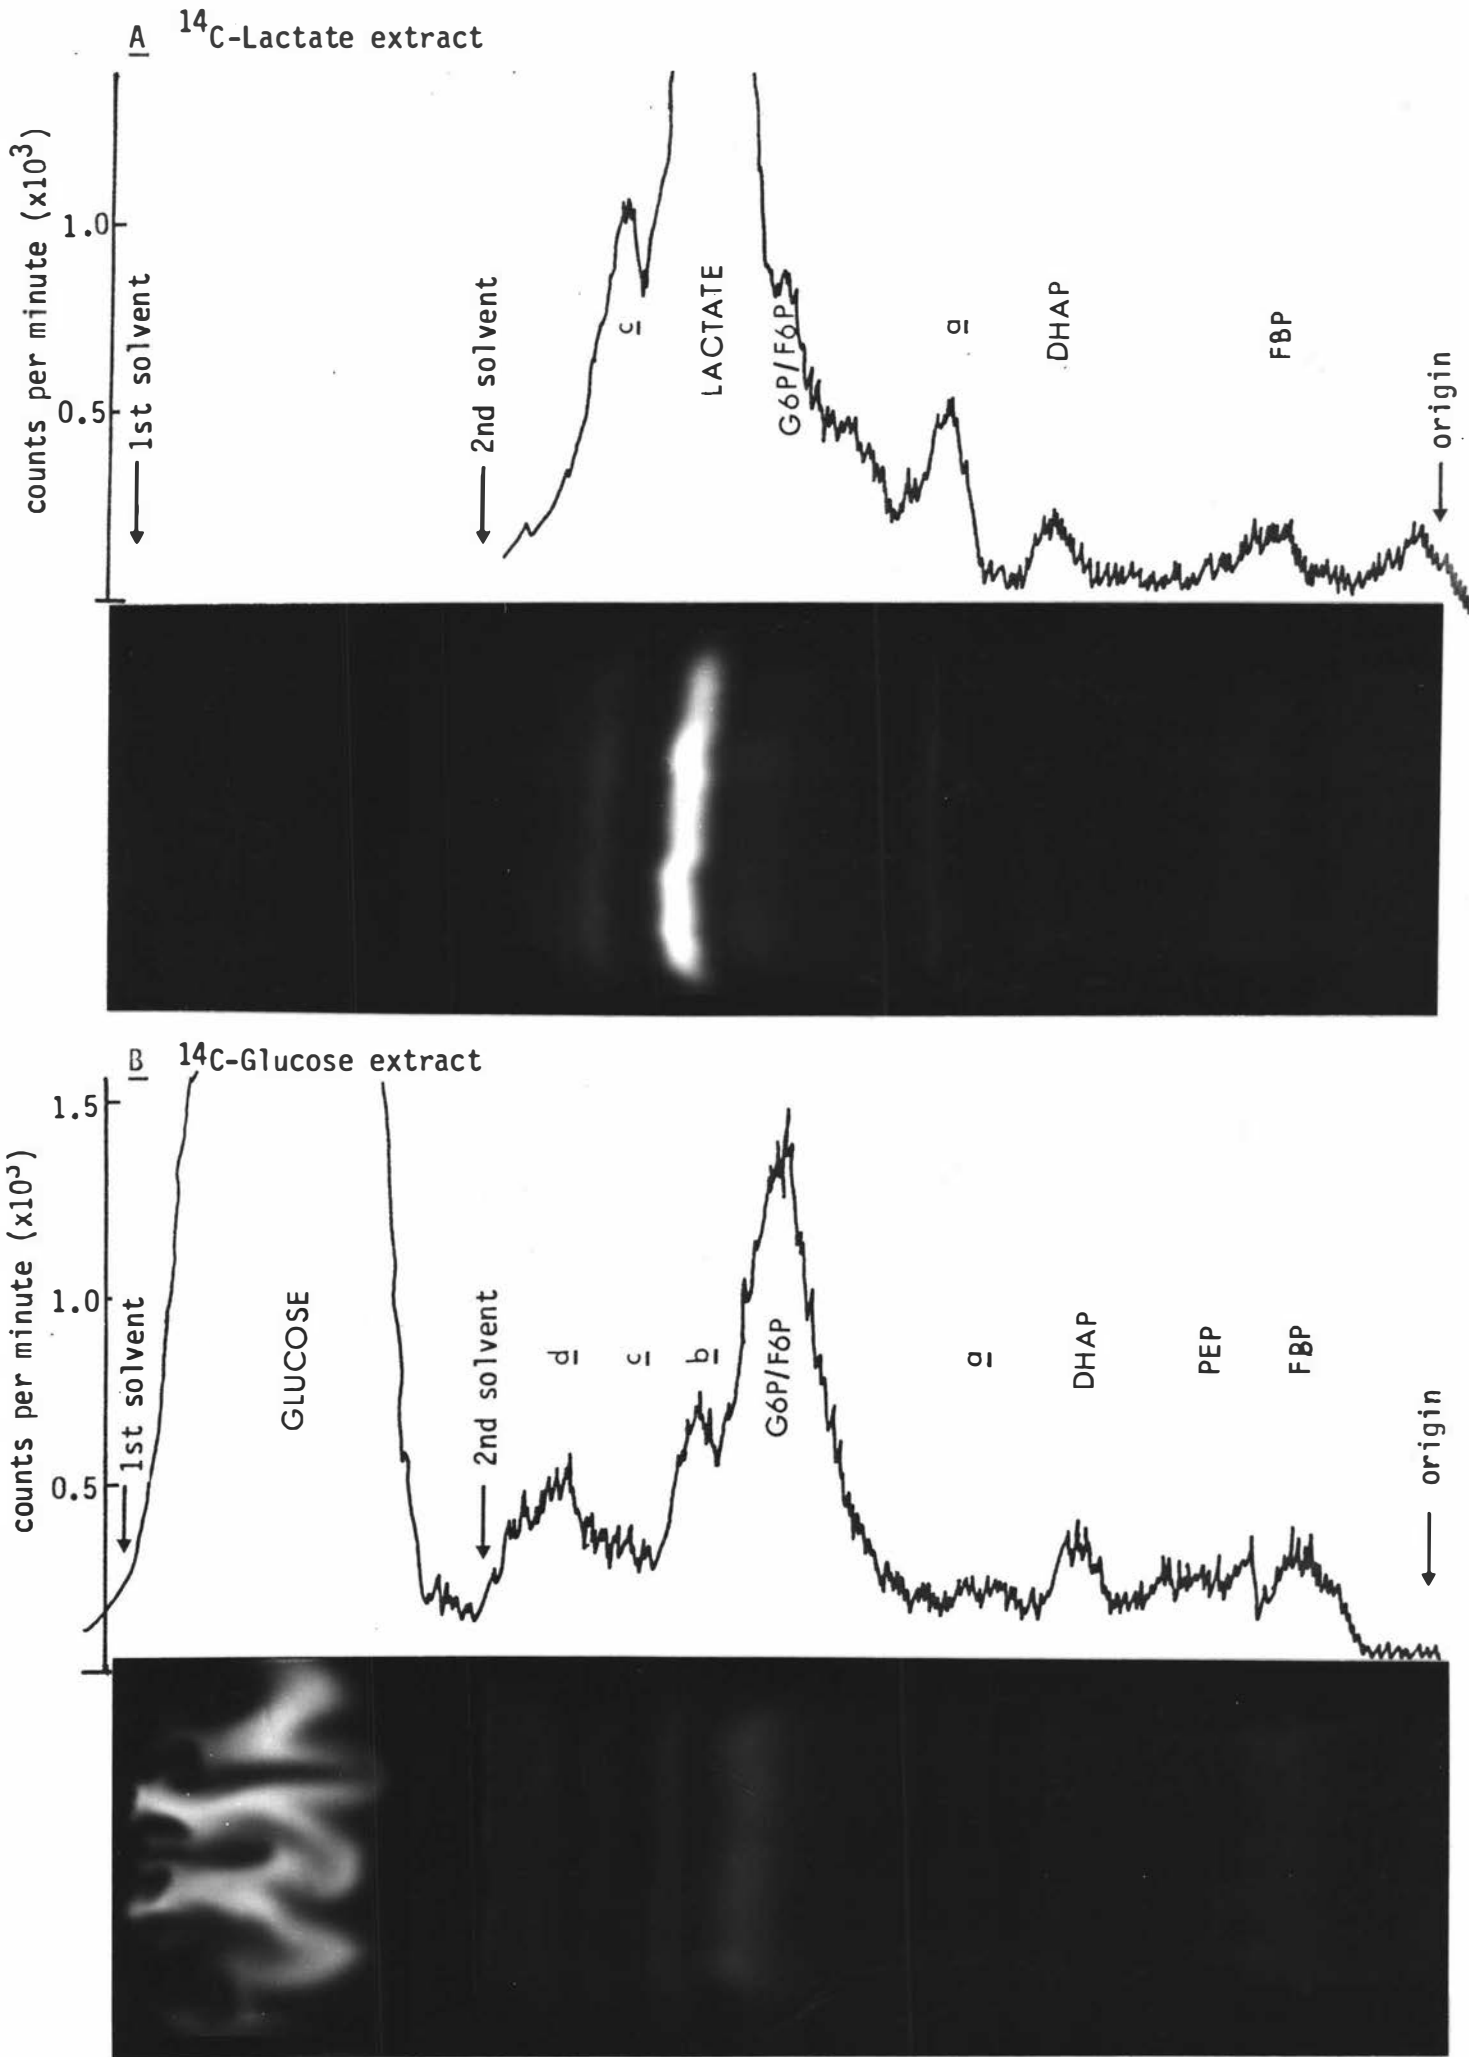 A ¹⁴C-Lactate extract
counts per minute (x10³)
1.0
0.5
1st solvent
2nd solvent
c
LACTATE
G6P/F6P
a
DHAP
FBP
origin
B ¹⁴C-Glucose extract
counts per minute (x10³)
1.5
1.0
0.5
1st solvent
GLUCOSE
2nd solvent
d
c
b
G6P/F6P
a
DHAP
PEP
FBP
origin